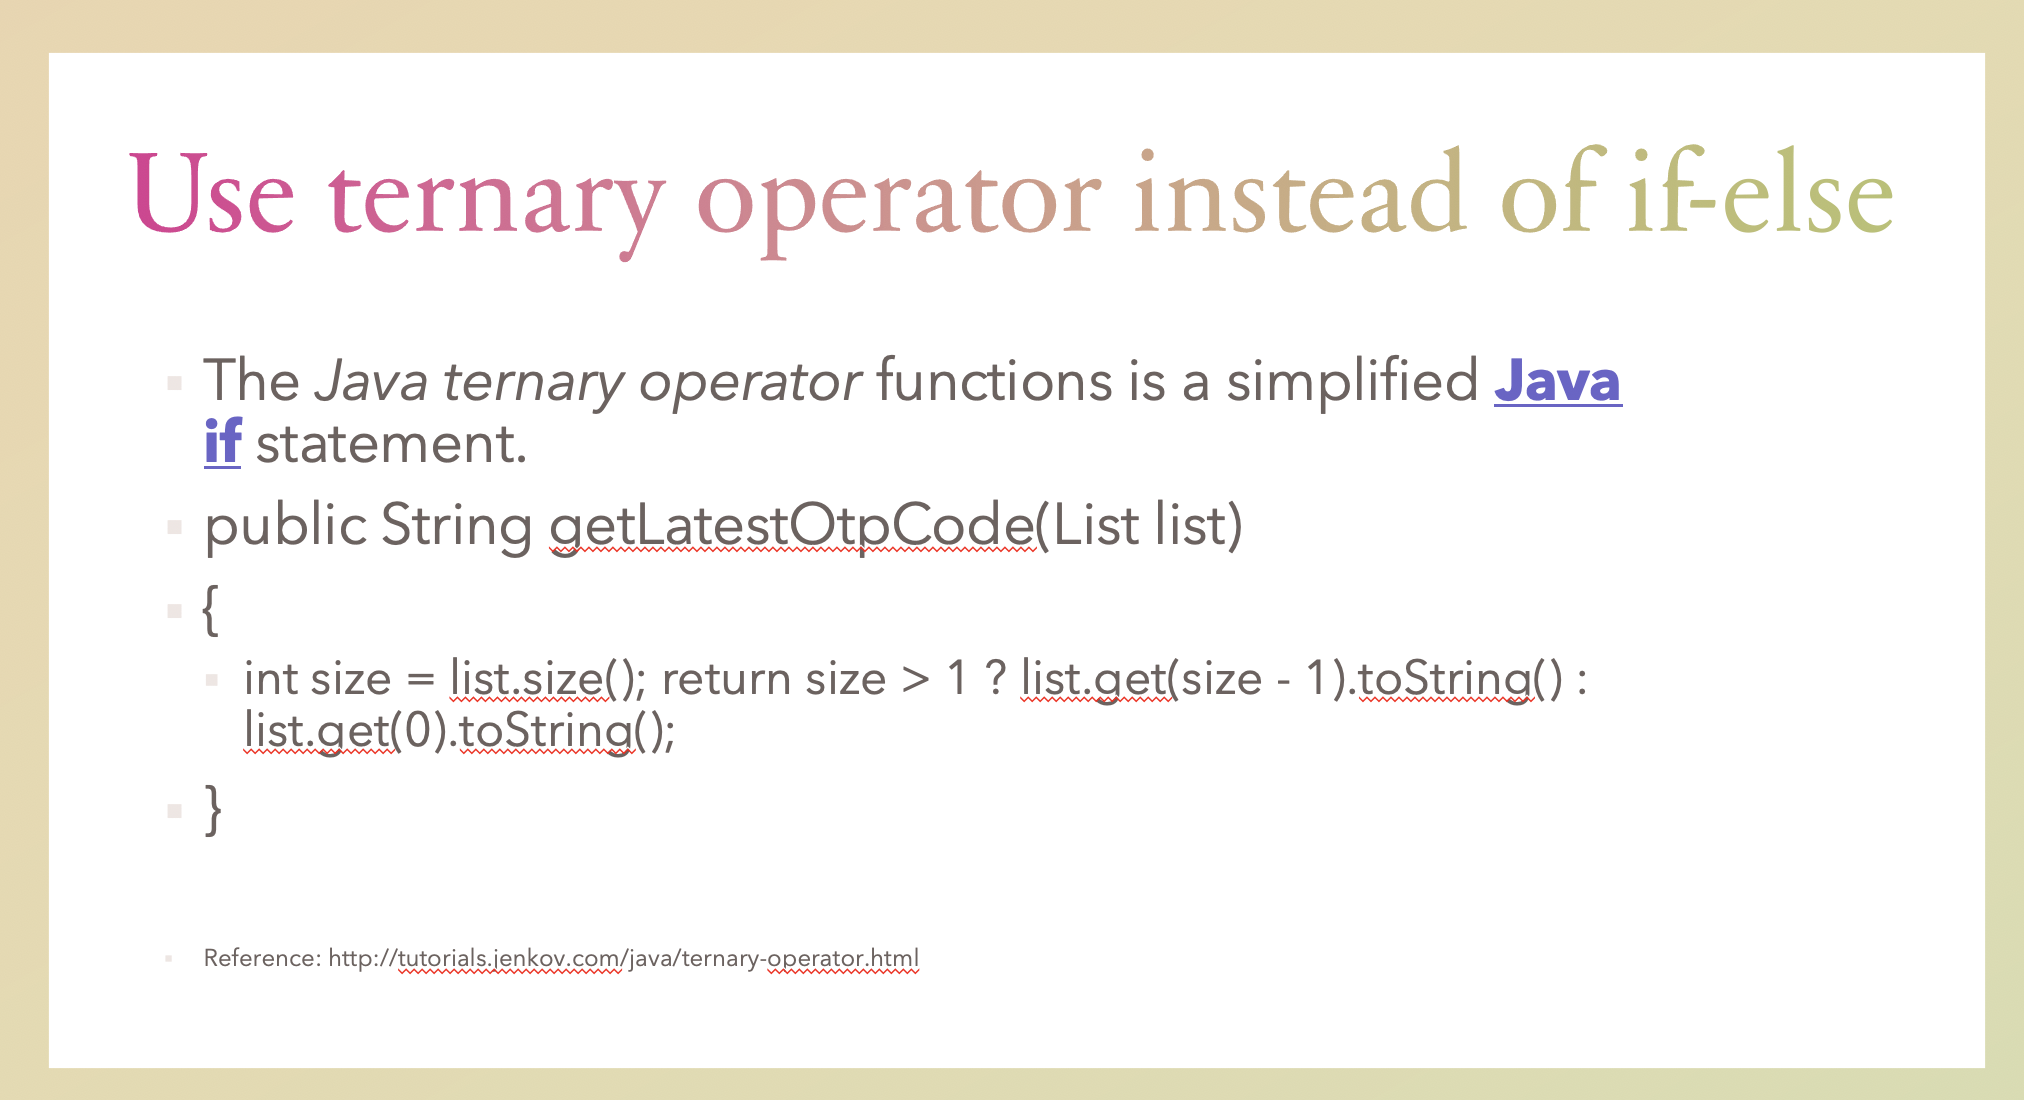 Use ternary operator instead of if-else
The Java ternary operator functions is a simplified Java
if statement.
public String getLatestOtpCode(List list)
{
int size = list.size(); return size > 1 ? list.get(size - 1).toString() :
list.get(0).toString();
}
Reference: http://tutorials.jenkov.com/java/ternary-operator.html